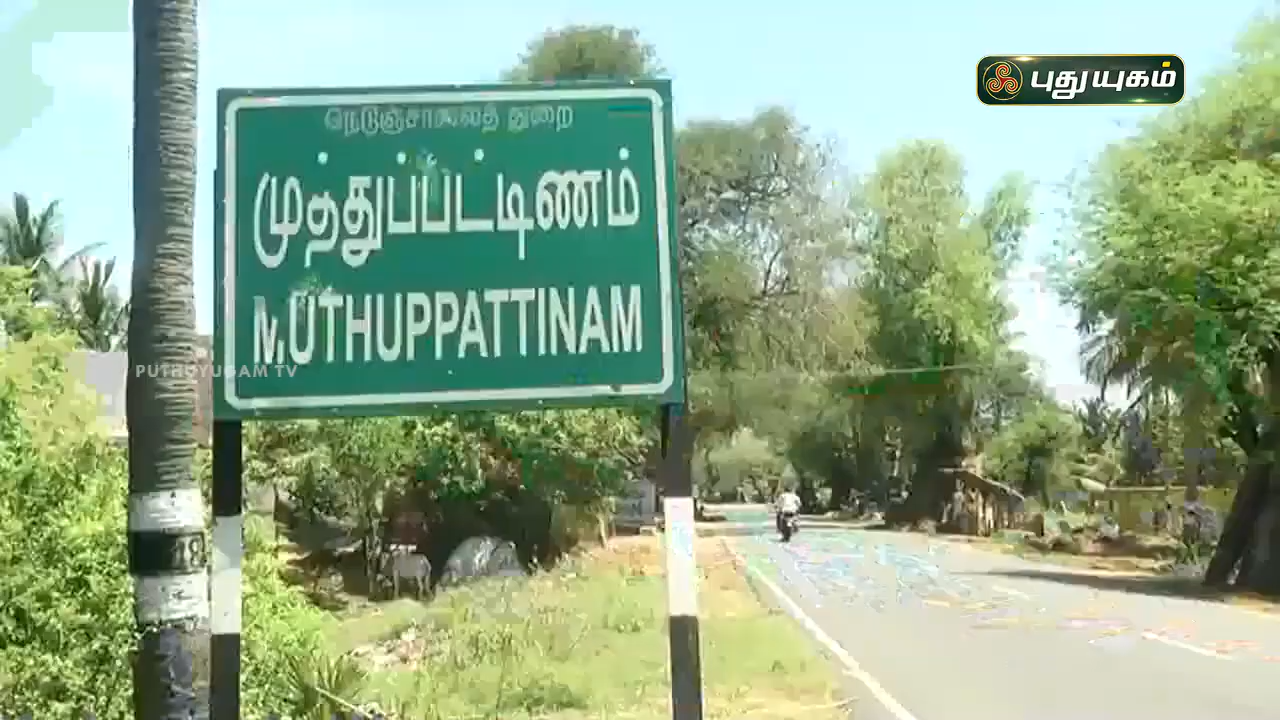 புதுயுகம்
நெடுஞ்சாலைத் துறை
முத்துப்பட்டிணம்
MUTHUPPATTINAM
PUTHUYUGAM TV